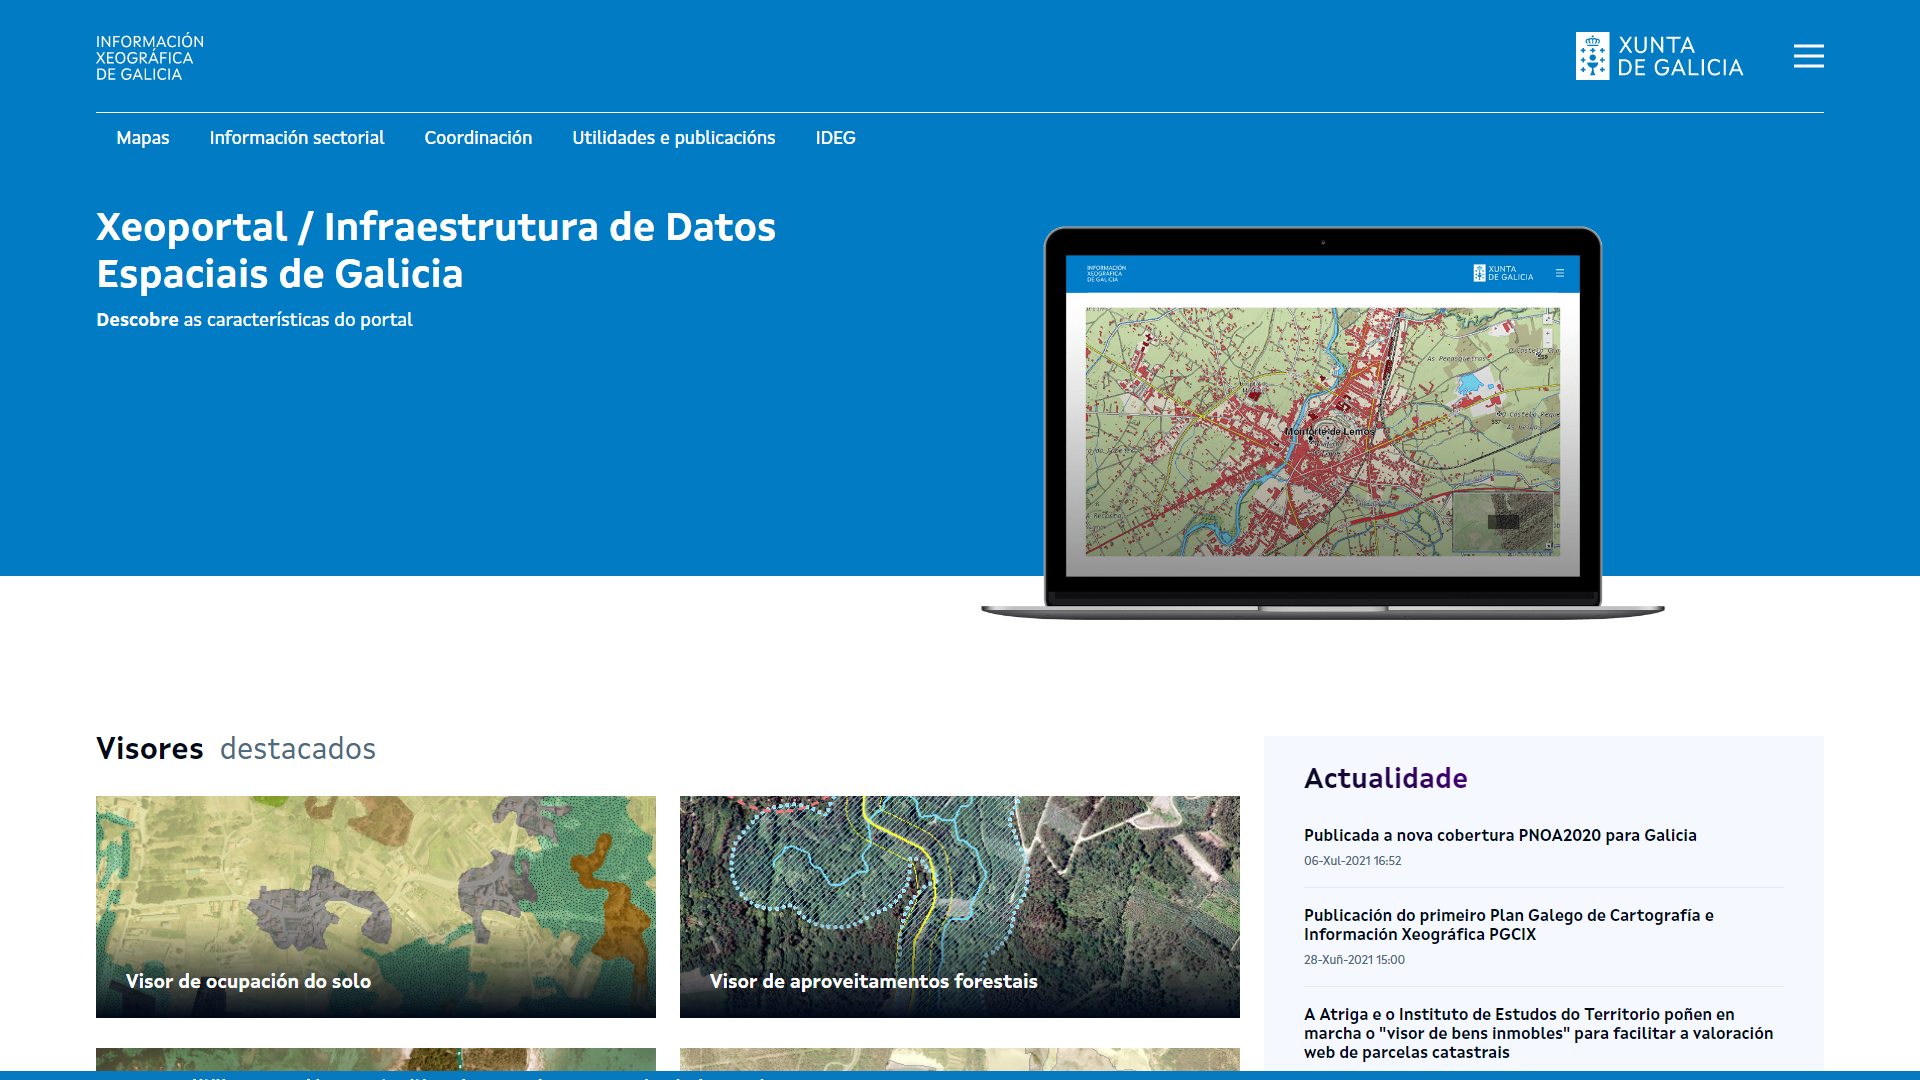 INFORMACIÓN
XEOGRÁFICA
DE GALICIA
XUNTA
DE GALICIA
Mapas
Información sectorial
Coordinación
Utilidades e publicacións
IDEG
Xeoportal / Infraestrutura de Datos
Espaciais de Galicia
Descobre as características do portal
INFORMACIÓN
XEOGRÁFICA
DE GALICIA
XUNTA
DE GALICIA
As Penasqueiras
Monforte de Lemos
Visores destacados
Visor de ocupación do solo
Visor de aproveitamentos forestais
Actualidade
Publicada a nova cobertura PNOA2020 para Galicia
06-Xul-2021 16:52
Publicación do primeiro Plan Galego de Cartografía e
Información Xeográfica PGCIX
28-Xuñ-2021 15:00
A Atriga e o Instituto de Estudos do Territorio poñen en
marcha o "visor de bens inmobles" para facilitar a valoración
web de parcelas catastrais